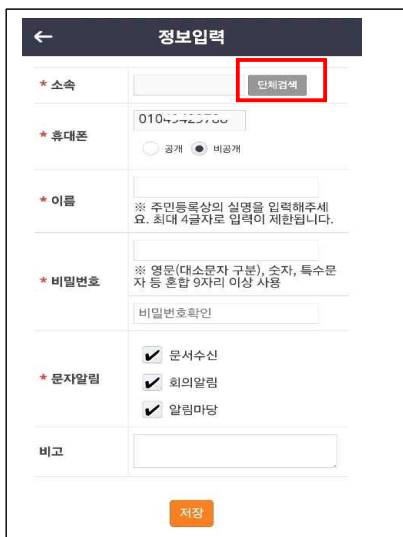 정보입력
* 소속
단체검색
* 휴대폰
공개 비공개
* 이름
※ 주민등록상의 실명을 입력해주세
요. 최대 4글자로 입력이 제한됩니다.
* 비밀번호
※ 영문(대소문자 구분), 숫자, 특수문
자 등 혼합 9자리 이상 사용
비밀번호확인
* 문자알림
문서수신
회의알림
알림마당
비고
저장